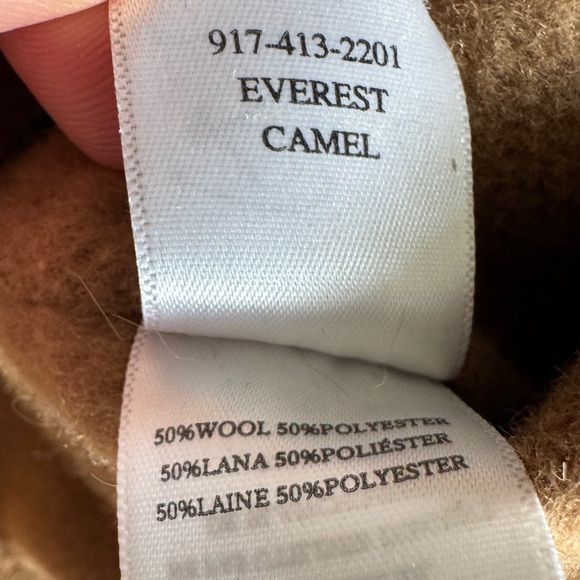 917-413-2201
EVEREST
CAMEL
50%WOOL 50%POLYESTER
50%LANA 50%POLIÉSTER
50%LAINE 50%POLYESTER